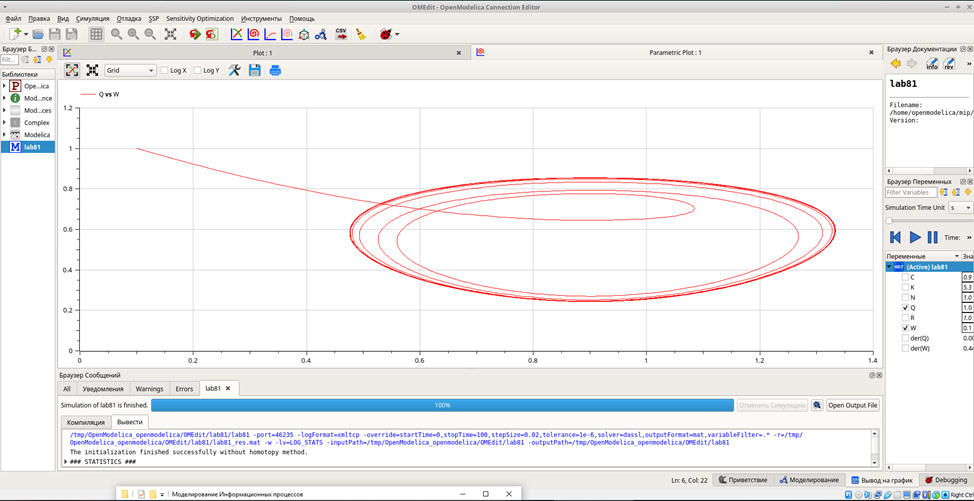 OMEdit - OpenModelica Connection Editor
Файл Правка Вид Симуляция Отладка SSP Sensitivity Optimization Инструменты Помощь
Браузер Б...
Filt...
Библиотеки
Ope...ica
Mod...nce
Mod...ces
Complex
Modelica
lab81
Plot : 1
Parametric Plot : 1
Grid Log X Log Y
Q vs W
1.2
1
0.8
0.6
0.4
0.2
0
0 0.2 0.4 0.6 0.8 1 1.2 1.4
Браузер Сообщений
All Уведомления Warnings Errors lab81
Simulation of lab81 is finished. 100% Отменить Симуляцию Open Output File
Компиляция Вывести
/tmp/OpenModelica_openmodelica/OMEdit/lab81/lab81 -port=46235 -logFormat=xmltcp -override=startTime=0,stopTime=100,stepSize=0.02,tolerance=1e-6,solver=dassl,outputFormat=mat,variableFilter=.* -r=/tmp/
OpenModelica_openmodelica/OMEdit/lab81/lab81_res.mat -w -lv=LOG_STATS -inputPath=/tmp/OpenModelica_openmodelica/OMEdit/lab81 -outputPath=/tmp/OpenModelica_openmodelica/OMEdit/lab81
The initialization finished successfully without homotopy method.
### STATISTICS ###
Браузер Документации
lab81
Filename:
/home/openmodelica/mip/
Version:
Браузер Переменных
Filter Variables
Simulation Time Unit s
Time:
Переменные Зна
(Active) lab81
C 0.9
K 5.3
N 1.0
Q 1.0
R 1.0
W 0.1
der(Q) 0.00
der(W) 0.44
Ln: 6, Col: 22 Приветствие Моделирование Вывод на график Debugging
Моделирование Информационных процессов
Right Ctrl